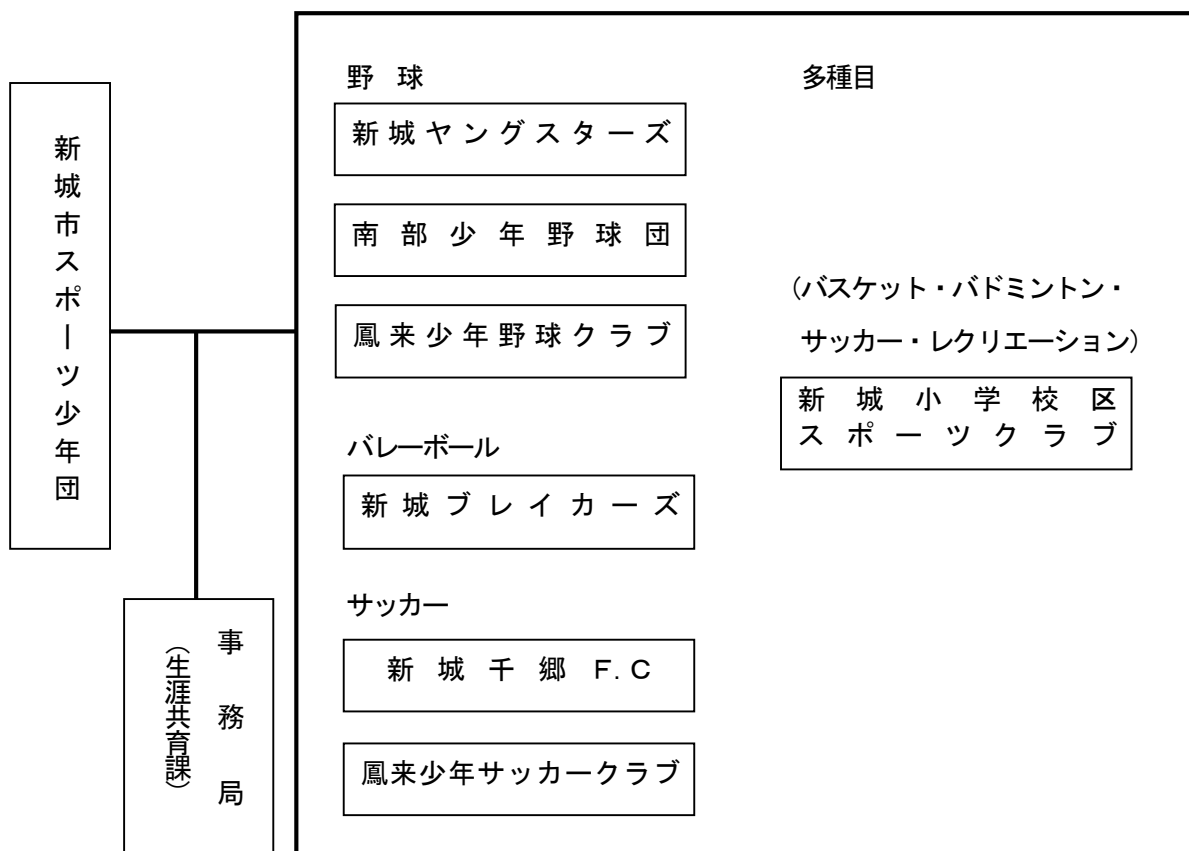 新城市スポーツ少年団
事務局
（生涯共育課）
野球
新城ヤングスターズ
南部少年野球団
鳳来少年野球クラブ
バレーボール
新城ブレイカーズ
サッカー
新城千郷 F.C
鳳来少年サッカークラブ
多種目
（バスケット・バドミントン・
サッカー・レクリエーション）
新城小学校区
スポーツクラブ